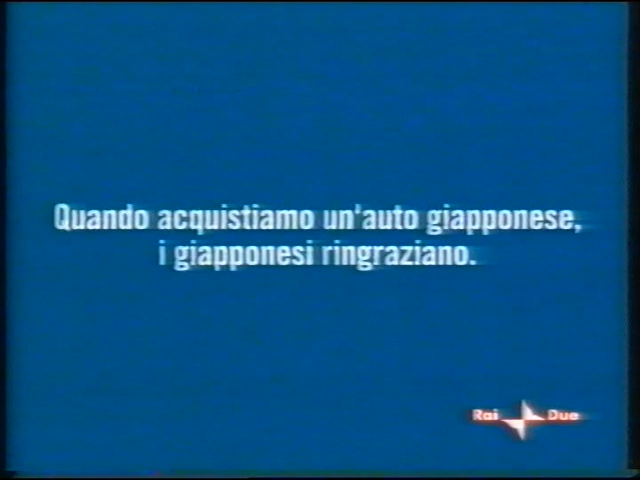 Quando acquistiamo un'auto giapponese,
i giapponesi ringraziano.
Rai Due